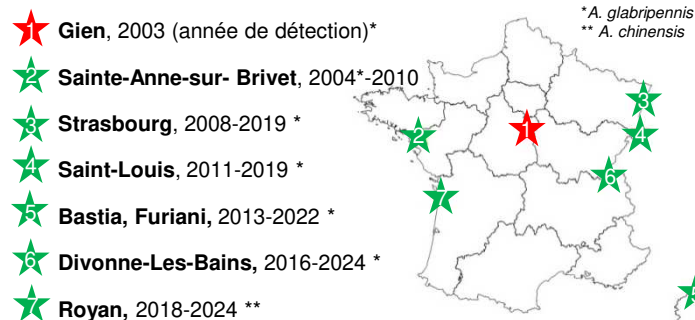 1 Gien, 2003 (année de détection)*
2 Sainte-Anne-sur- Brivet, 2004*-2010
3 Strasbourg, 2008-2019 *
4 Saint-Louis, 2011-2019 *
5 Bastia, Furiani, 2013-2022 *
6 Divonne-Les-Bains, 2016-2024 *
7 Royan, 2018-2024 **
*A. glabripennis
** A. chinensis
3
2
1
4
6
7
5